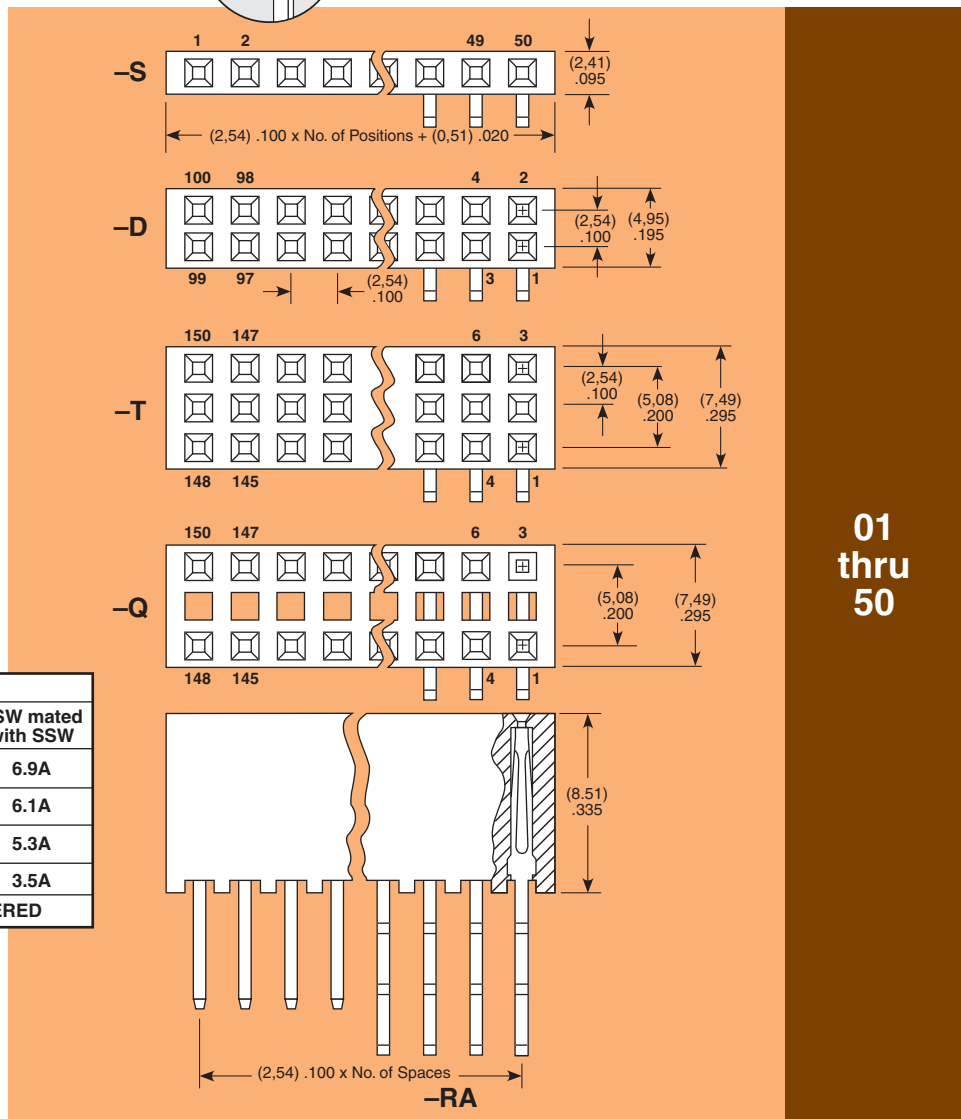 1 2 49 50
–S
(2,41)
.095
(2,54) .100 x No. of Positions + (0,51) .020
100 98 4 2
–D
(2,54)
.100
(4,95)
.195
99 97 3 1
(2,54)
.100
150 147 6 3
–T
(2,54)
.100
(5,08)
.200
(7,49)
.295
148 145 4 1
150 147 6 3
–Q
(5,08)
.200
(7,49)
.295
148 145 4 1
mated
with SSW
6.9A
6.1A
5.3A
3.5A
(8.51)
.335
(2,54) .100 x No. of Spaces
–RA
01
thru
50